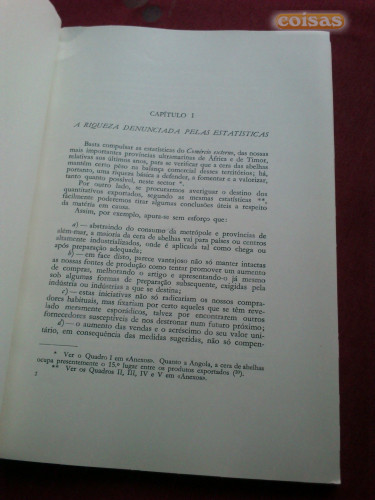 coisas
CAPÍTULO I
A RIQUEZA DENUNCIADA PELAS ESTATÍSTICAS
Basta compulsar as estatísticas do Comércio externo, das nossas
mais importantes províncias ultramarinas de África e de Timor,
relativas aos últimos anos, para se verificar que a cera das abelhas
mantém certo peso na balança comercial desses territórios; há,
portanto, uma riqueza básica a defender, a fomentar e a valorizar,
tanto quanto possível, neste sector *.
Por outro lado, se procurarmos averiguar o destino dos
quantitativos exportados, segundo as mesmas estatísticas **,
fàcilmente poderemos tirar algumas conclusões úteis a respeito
da matéria em causa.
Assim, por exemplo, apura-se sem esforço que:
a) — abstraindo do consumo da metrópole e províncias de
além-mar, a maioria da cera de abelhas vai para países ou centros
altamente industrializados, onde é aplicada tal como chega ou
após preparação adequada;
b) — em face disto, parece vantajoso não só manter intactas
as nossas fontes de produção como tentar promover um aumento
de compras, melhorando o artigo e apresentando-o já mesmo
sob algumas formas de preparação subsequente, exigidas pela
indústria ou indústrias a que se destina;
c) — estas iniciativas não só radicariam os nossos compra-
dores habituais, mas fixariam por certo aqueles que se têm reve-
lado meramente esporádicos, talvez por encontrarem outros
fornecedores susceptíveis de nos destronar num futuro próximo;
d) — o aumento das vendas e o acréscimo do seu valor uni-
tário, em consequência das medidas sugeridas, não só compen-
* Ver o Quadro I em «Anexos». Quanto a Angola, a cera de abelhas
ocupa presentemente o 15.º lugar entre os produtos exportados
** Ver os Quadros II, III, IV e V em «Anexos».